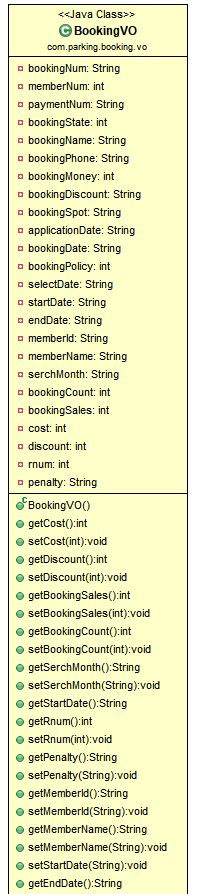 <<Java Class>>
BookingVO
com.parking.booking.vo
bookingNum: String
memberNum: int
paymentNum: String
bookingState: int
bookingName: String
bookingPhone: String
bookingMoney: int
bookingDiscount: String
bookingSpot: String
applicationDate: String
bookingDate: String
bookingPolicy: int
selectDate: String
startDate: String
endDate: String
memberId: String
memberName: String
serchMonth: String
bookingCount: int
bookingSales: int
cost: int
discount: int
rnum: int
penalty: String
BookingVO()
getCost():int
setCost(int):void
getDiscount():int
setDiscount(int):void
getBookingSales():int
setBookingSales(int):void
getBookingCount():int
setBookingCount(int):void
getSerchMonth():String
setSerchMonth(String):void
getStartDate():String
getRnum():int
setRnum(int):void
getPenalty():String
setPenalty(String):void
getMemberId():String
setMemberId(String):void
getMemberName():String
setMemberName(String):void
setStartDate(String):void
getEndDate():String